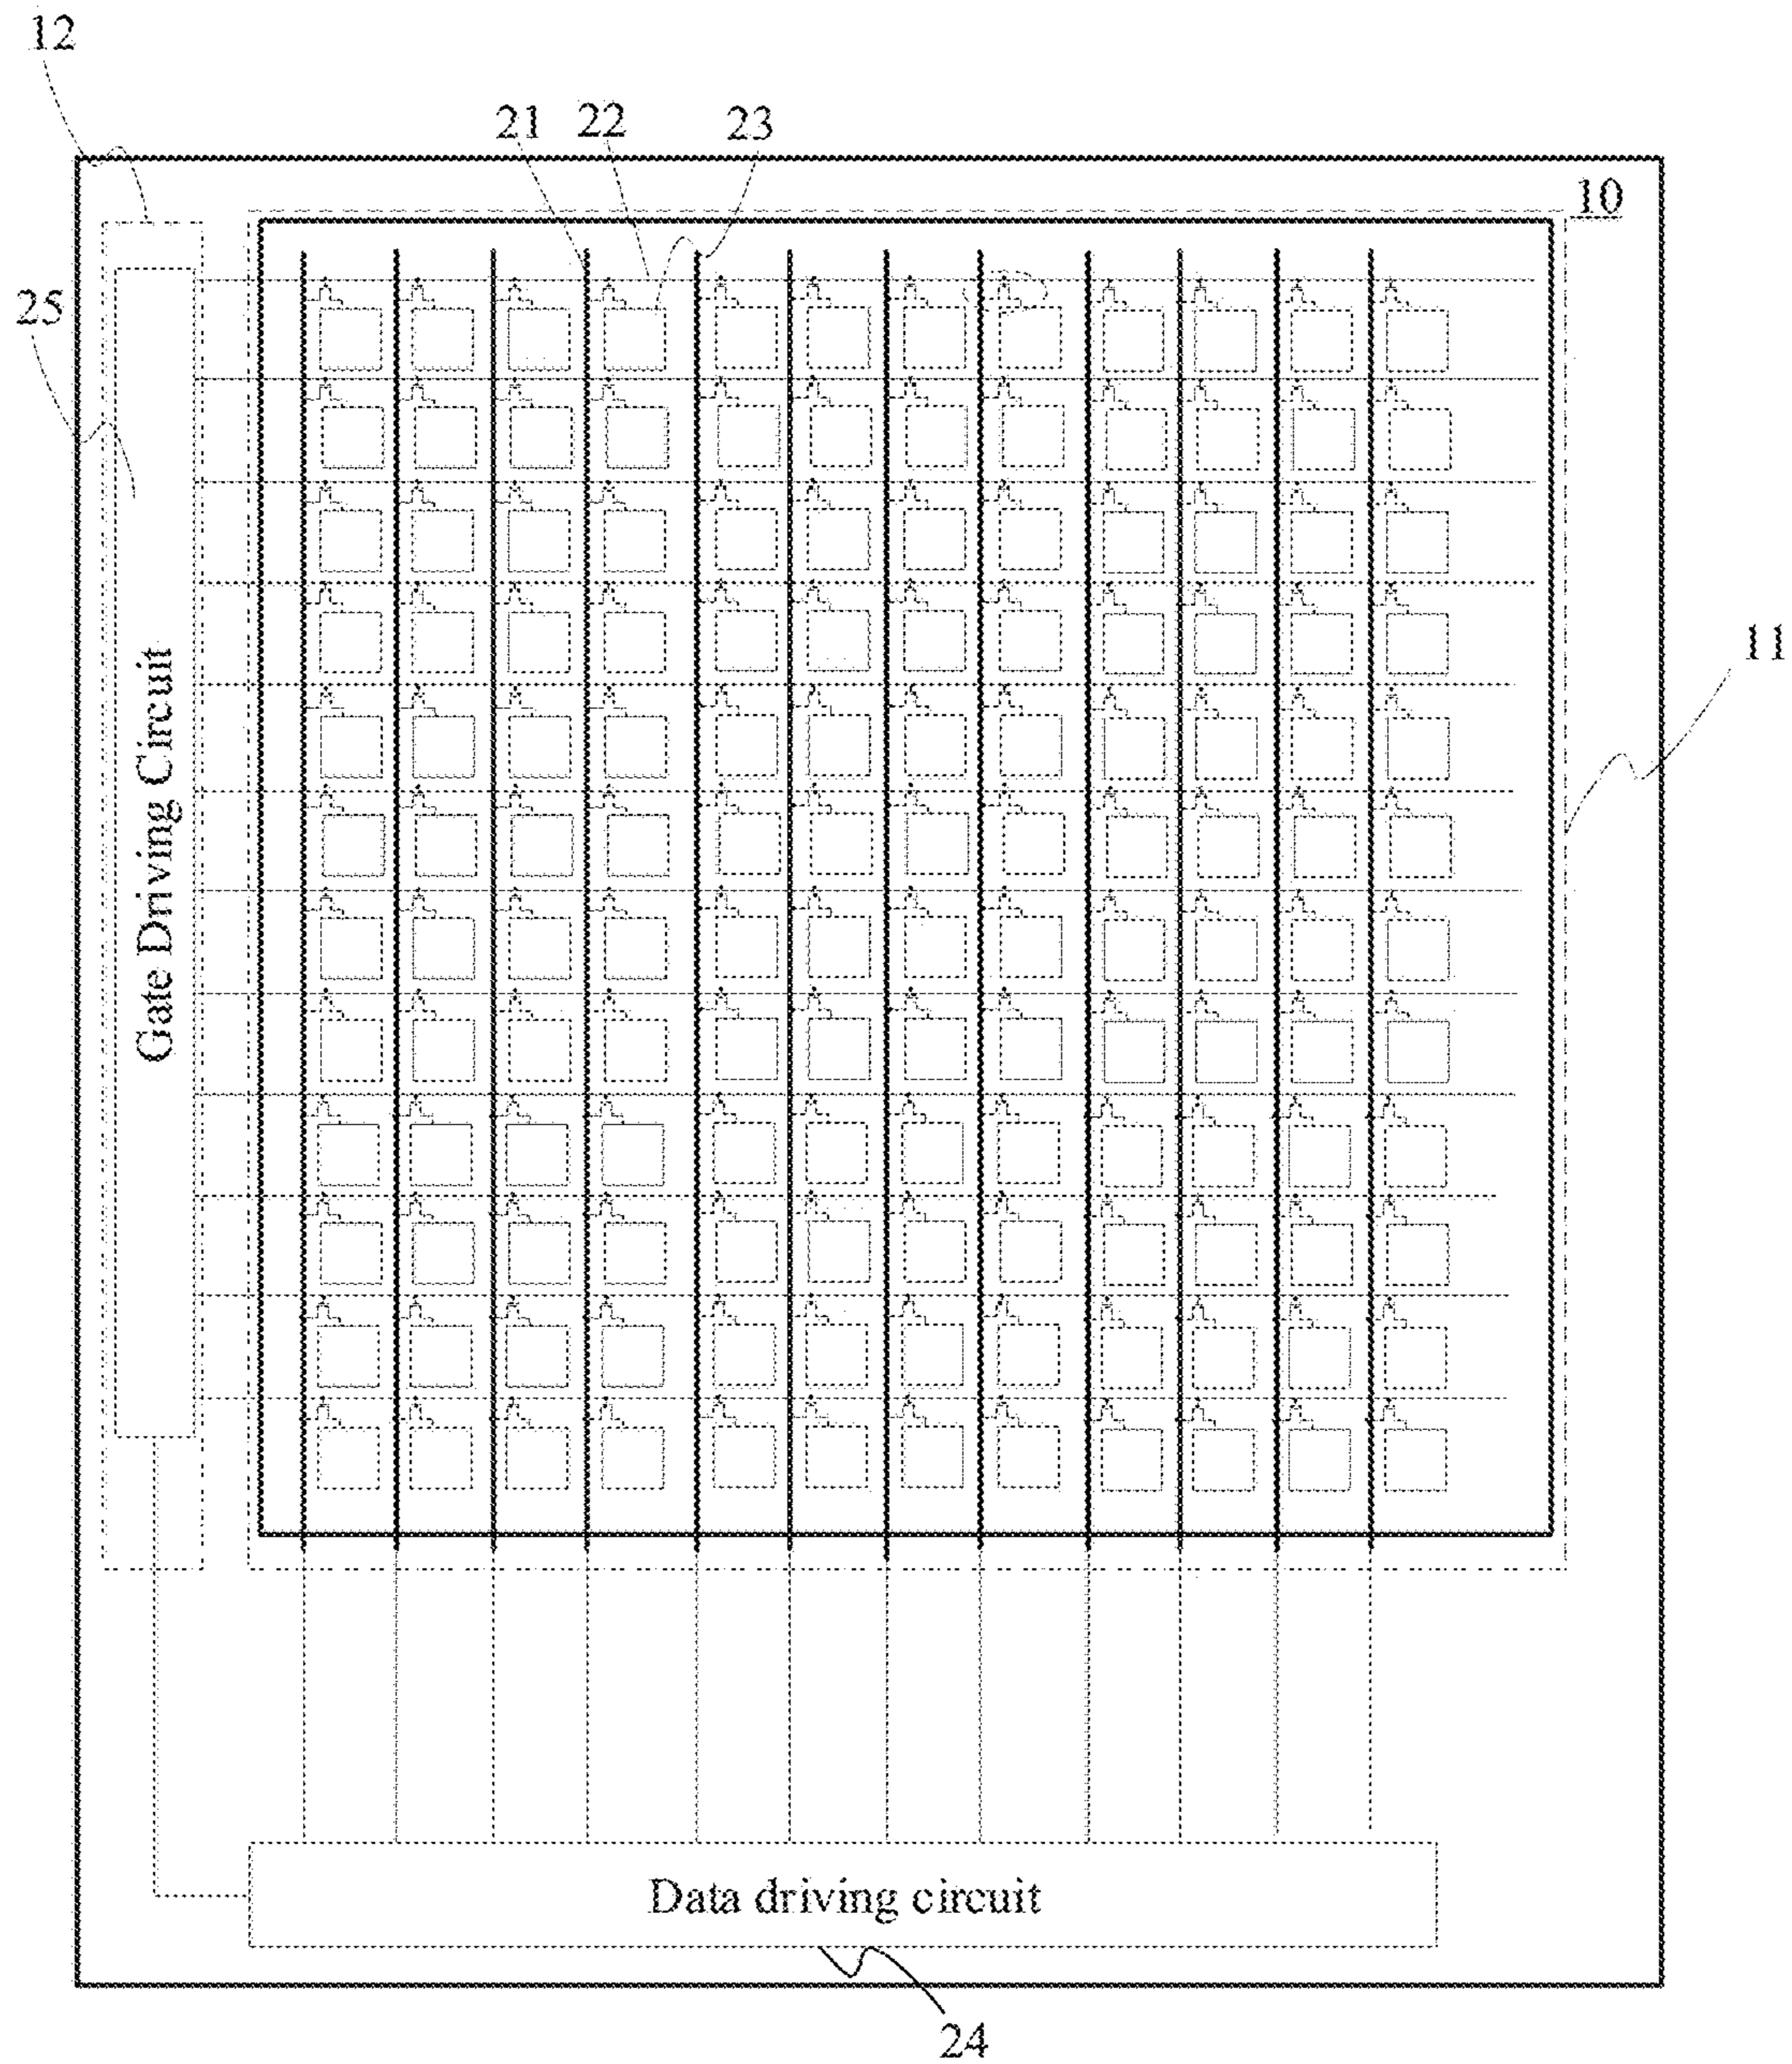 12
21 22 23
10
25
11
Gate Driving Circuit
Data driving circuit
24